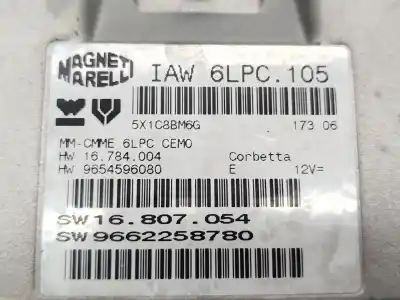 MAGNETI
MARELLI
IAW 6LPC.105
5X1C8BM6G 173 06
MM-CMME 6LPC CEMO
HW 16.784.004 Corbetta
HW 9654596080 E 12V=
SW16.807.054
SW9662258780